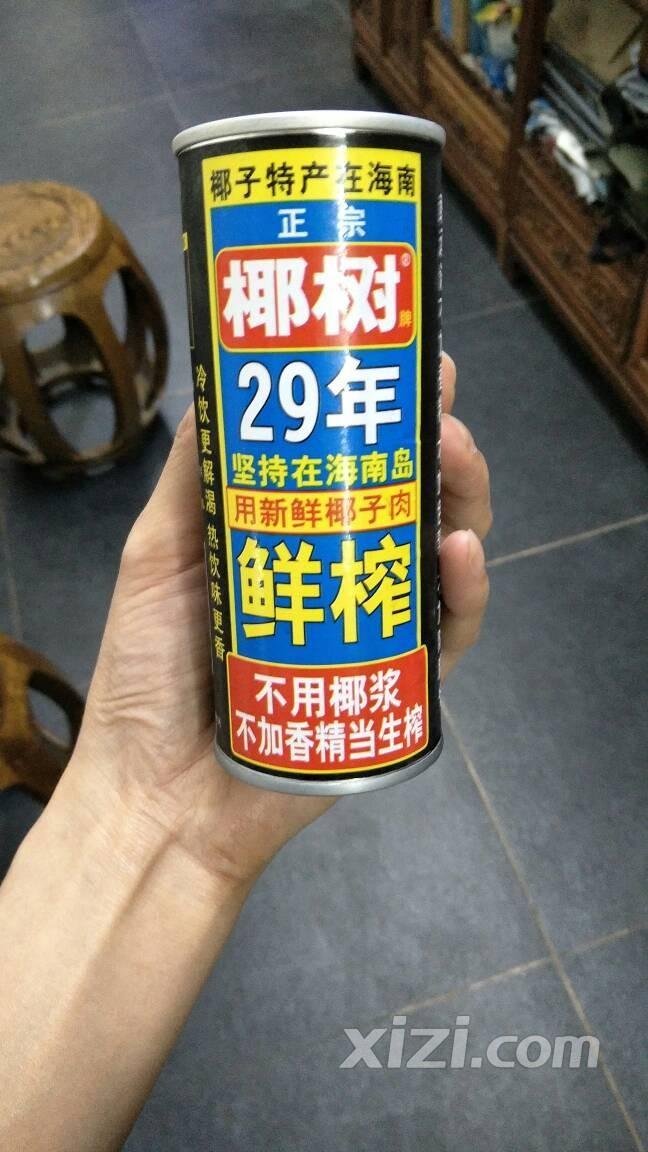 椰子特产在海南
正宗
椰树®
牌
29年
坚持在海南岛
用新鲜椰子肉
鲜榨
不用椰浆
不加香精当生榨
冷饮更解渴 热饮味更香
xizi.com